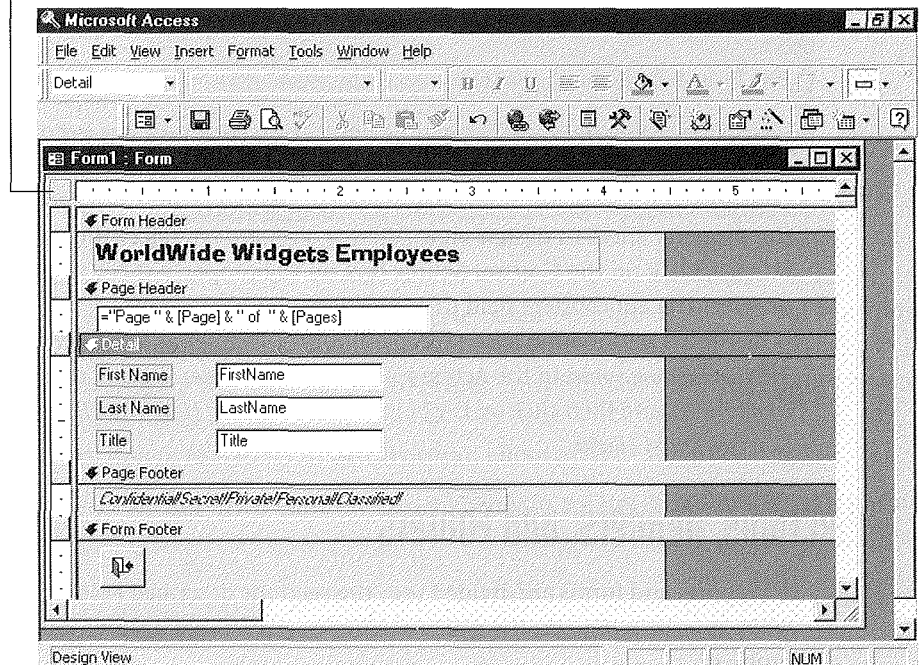 Microsoft Access
File Edit View Insert Format Tools Window Help
Detail B I U A
Form1 : Form
1 2 3 4 5
Form Header
WorldWide Widgets Employees
Page Header
="Page " & [Page] & " of " & [Pages]
Detail
First Name FirstName
Last Name LastName
Title Title
Page Footer
Confidential!Secret!Private!Personal!Classified!
Form Footer
Design View NUM